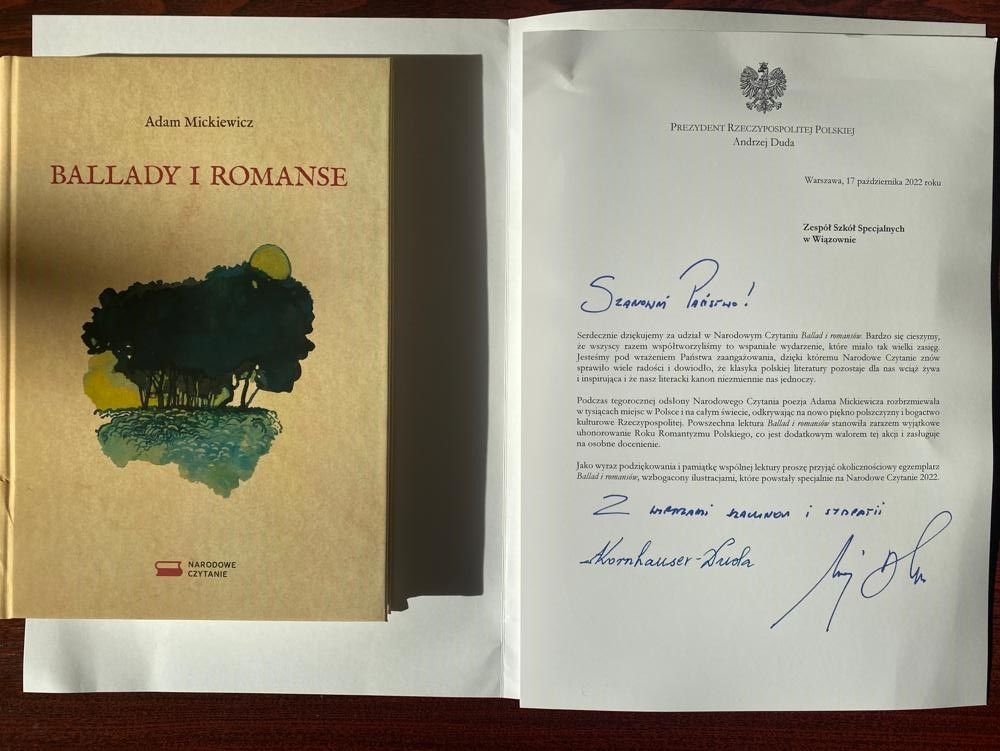 Adam Mickiewicz
BALLADY I ROMANSE
NARODOWE
CZYTANIE
PREZYDENT RZECZYPOSPOLITEJ POLSKIEJ
Andrzej Duda
Warszawa, 17 października 2022 roku
Zespół Szkół Specjalnych
w Wiązownie
Szanowni Państwo!
Serdecznie dziękujemy za udział w Narodowym Czytaniu Ballad i romansów. Bardzo się cieszymy,
że wszyscy razem współtworzyliśmy to wspaniałe wydarzenie, które miało tak wielki zasięg.
Jesteśmy pod wrażeniem Państwa zaangażowania, dzięki któremu Narodowe Czytanie znów
sprawiło wiele radości i dowiodło, że klasyka polskiej literatury pozostaje dla nas wciąż żywa
i inspirująca i że nasz literacki kanon niezmiennie nas jednoczy.
Podczas tegorocznej odsłony Narodowego Czytania poezja Adama Mickiewicza rozbrzmiewała
w tysiącach miejsc w Polsce i na całym świecie, odkrywając na nowo piękno polszczyzny i bogactwo
kulturowe Rzeczypospolitej. Powszechna lektura Ballad i romansów stanowiła zarazem wyjątkowe
uhonorowanie Roku Romantyzmu Polskiego, co jest dodatkowym walorem tej akcji i zasługuje
na osobne docenienie.
Jako wyraz podziękowania i pamiątkę wspólnej lektury proszę przyjąć okolicznościowy egzemplarz
Ballad i romansów, wzbogacony ilustracjami, które powstały specjalnie na Narodowe Czytanie 2022.
Z wyrazami szacunku i sympatii
AKornhauser-Duda